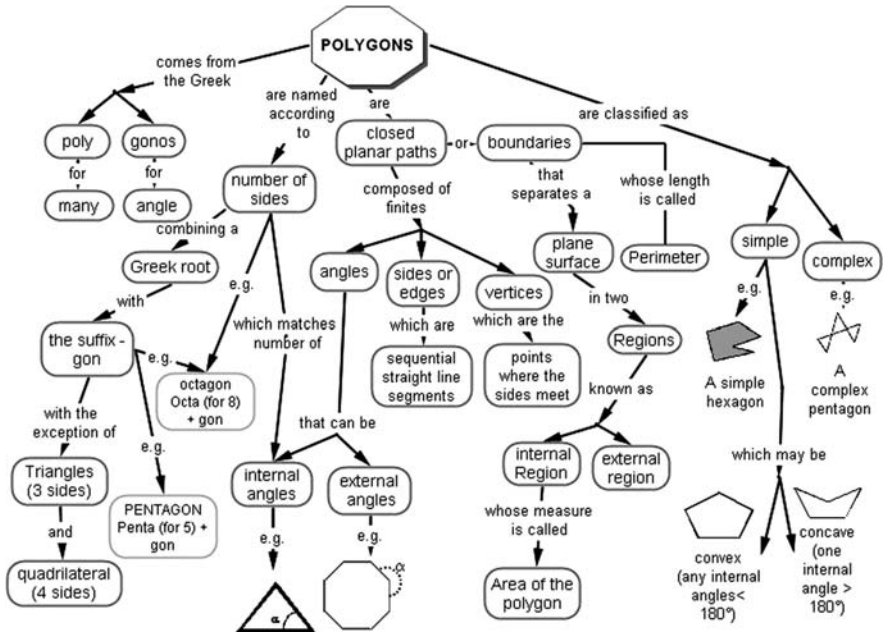 POLYGONS
comes from
the Greek
poly
for
many
gonos
for
angle
are named
according
to
number of
sides
combining a
Greek root
with
the suffix -
gon
with the
exception of
Triangles
(3 sides)
and
quadrilateral
(4 sides)
e.g.
octagon
Octa (for 8)
+ gon
e.g.
PENTAGON
Penta (for 5) +
gon
e.g.
which matches
number of
are
closed
planar paths
or
boundaries
composed of
finites
angles
that can be
internal
angles
e.g.
α
external
angles
e.g.
α
sides or
edges
which are
sequential
straight line
segments
vertices
which are the
points
where the
sides meet
that
separates a
plane
surface
in two
Regions
known as
internal
Region
whose measure
is called
Area of the
polygon
external
region
whose length
is called
Perimeter
are classified as
simple
e.g.
A simple
hexagon
complex
e.g.
A
complex
pentagon
which may be
convex
(any internal
angles<
180°)
concave
(one
internal
angle >
180°)